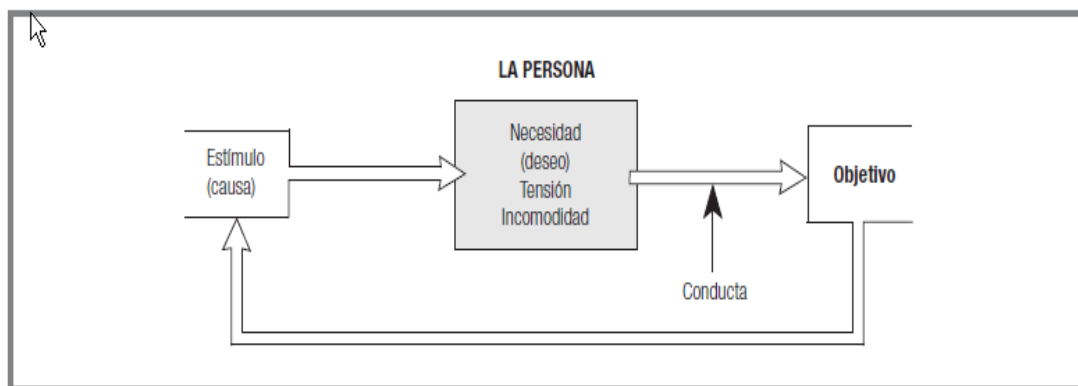 LA PERSONA
Estímulo
(causa)
Necesidad
(deseo)
Tensión
Incomodidad
Objetivo
Conducta